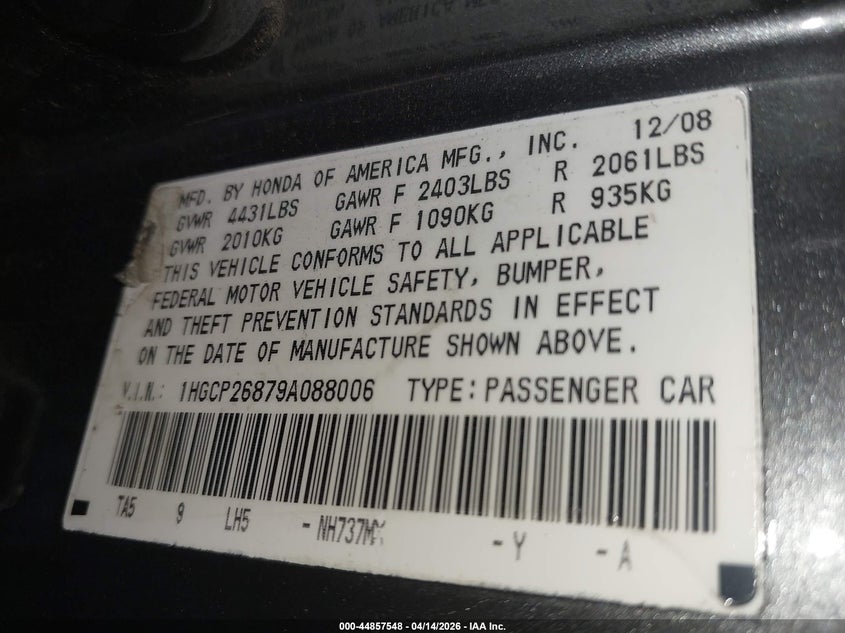 MFD. BY HONDA OF AMERICA MFG., INC. 12/08
GVWR 4431LBS GAWR F 2403LBS R 2061LBS
GVWR 2010KG GAWR F 1090KG R 935KG
THIS VEHICLE CONFORMS TO ALL APPLICABLE
FEDERAL MOTOR VEHICLE SAFETY, BUMPER,
AND THEFT PREVENTION STANDARDS IN EFFECT
ON THE DATE OF MANUFACTURE SHOWN ABOVE.
V.I.N.: 1HGCP26879A088006 TYPE: PASSENGER CAR
TA5 9 LH5 - NH737M - Y - A
000-44857548 - 04/14/2026 - IAA Inc.